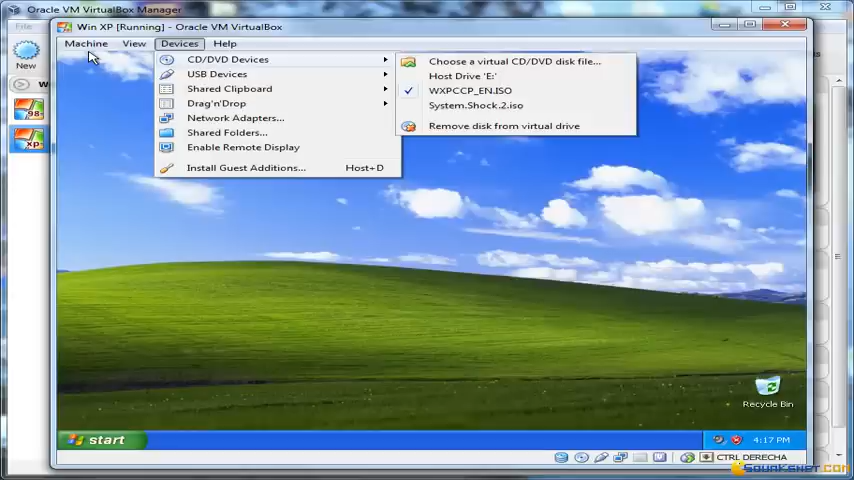 Oracle VM VirtualBox Manager
Win XP [Running] - Oracle VM VirtualBox
File
Machine View Devices Help
New
CD/DVD Devices
USB Devices
Shared Clipboard
Drag'n'Drop
Network Adapters...
Shared Folders...
Enable Remote Display
Install Guest Additions... Host+D
Choose a virtual CD/DVD disk file...
Host Drive 'E:'
WXPCCP_EN.ISO
System.Shock.2.iso
Remove disk from virtual drive
98
xp
Recycle Bin
start
4:17 PM
CTRL DERECHA